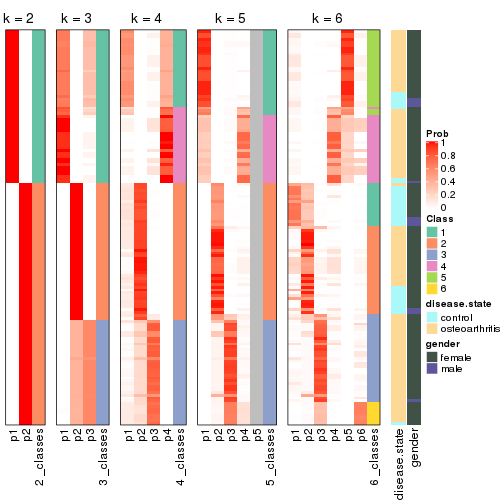 k = 2 k = 3 k = 4 k = 5 k = 6
p1 p2 2_classes p1 p2 p3 3_classes p1 p2 p3 p4 4_classes p1 p2 p3 p4 p5 5_classes p1 p2 p3 p4 p5 p6 6_classes disease.state gender
Prob
1
0.8
0.6
0.4
0.2
0
Class
1
2
3
4
5
6
disease.state
control
osteoarthritis
gender
female
male